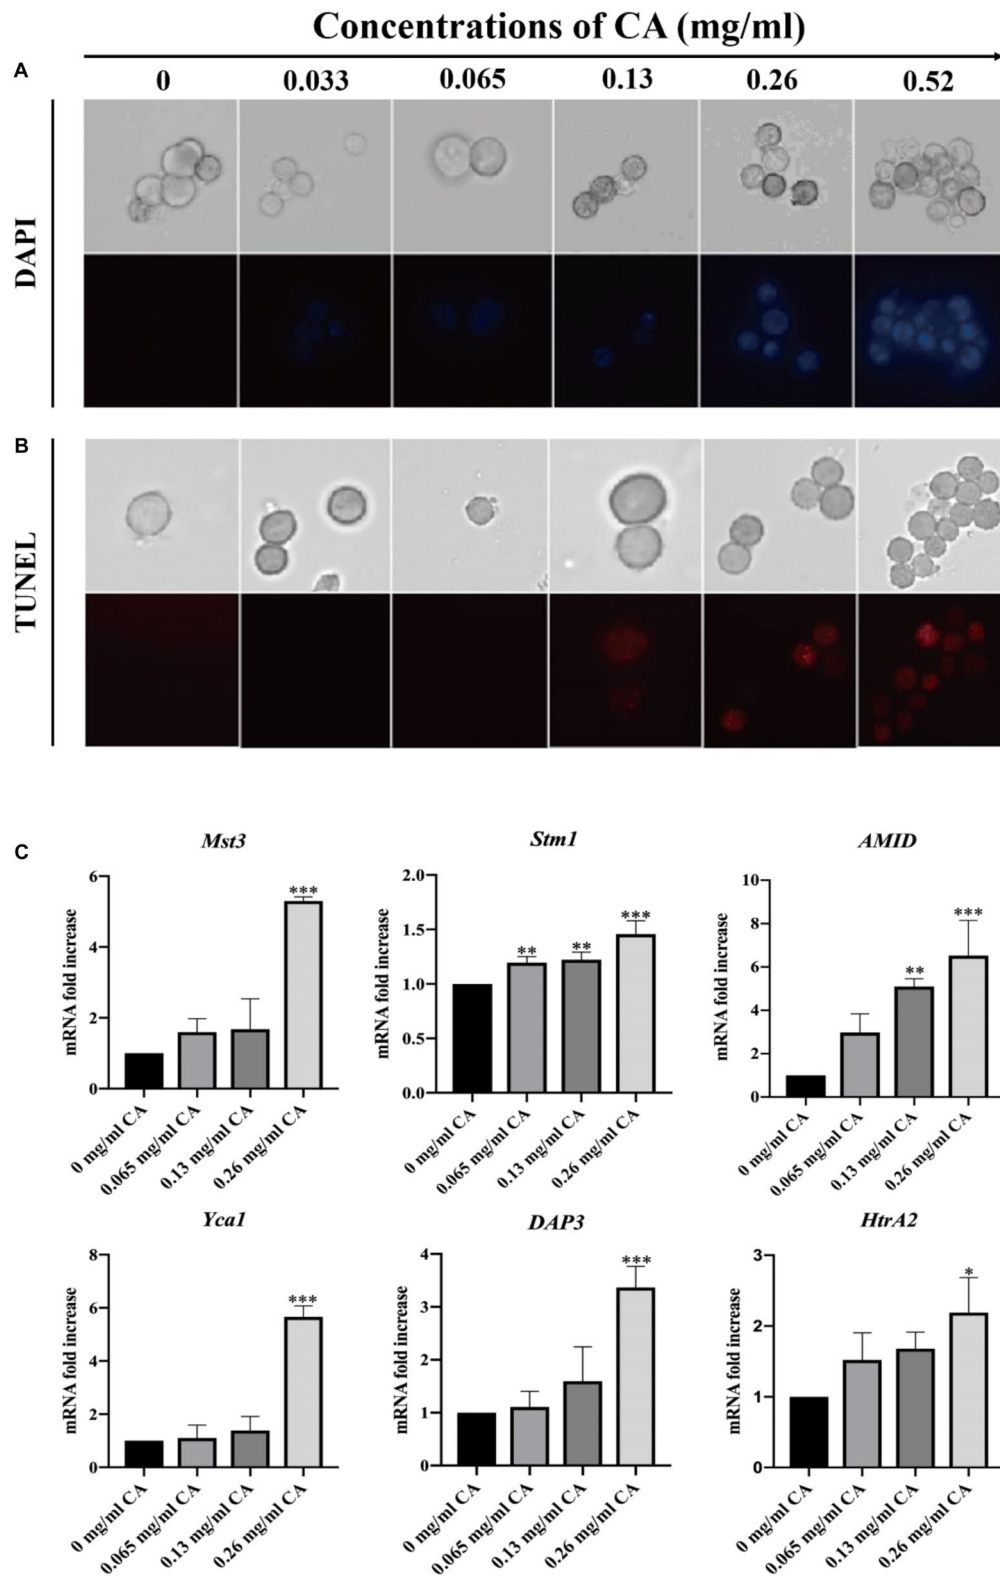 Concentrations of CA (mg/ml)
A
0 0.033 0.065 0.13 0.26 0.52
DAPI
B
TUNEL
C
Mst3
mRNA fold increase
6
4
2
0
***
0 mg/ml CA
0.065 mg/ml CA
0.13 mg/ml CA
0.26 mg/ml CA
Stm1
mRNA fold increase
2.0
1.5
1.0
0.5
0.0
** ** ***
0 mg/ml CA
0.065 mg/ml CA
0.13 mg/ml CA
0.26 mg/ml CA
AMID
mRNA fold increase
10
8
6
4
2
0
** ***
0 mg/ml CA
0.065 mg/ml CA
0.13 mg/ml CA
0.26 mg/ml CA
Yca1
mRNA fold increase
8
6
4
2
0
***
0 mg/ml CA
0.065 mg/ml CA
0.13 mg/ml CA
0.26 mg/ml CA
DAP3
mRNA fold increase
4
3
2
1
0
***
0 mg/ml CA
0.065 mg/ml CA
0.13 mg/ml CA
0.26 mg/ml CA
HtrA2
mRNA fold increase
3
2
1
0
*
0 mg/ml CA
0.065 mg/ml CA
0.13 mg/ml CA
0.26 mg/ml CA